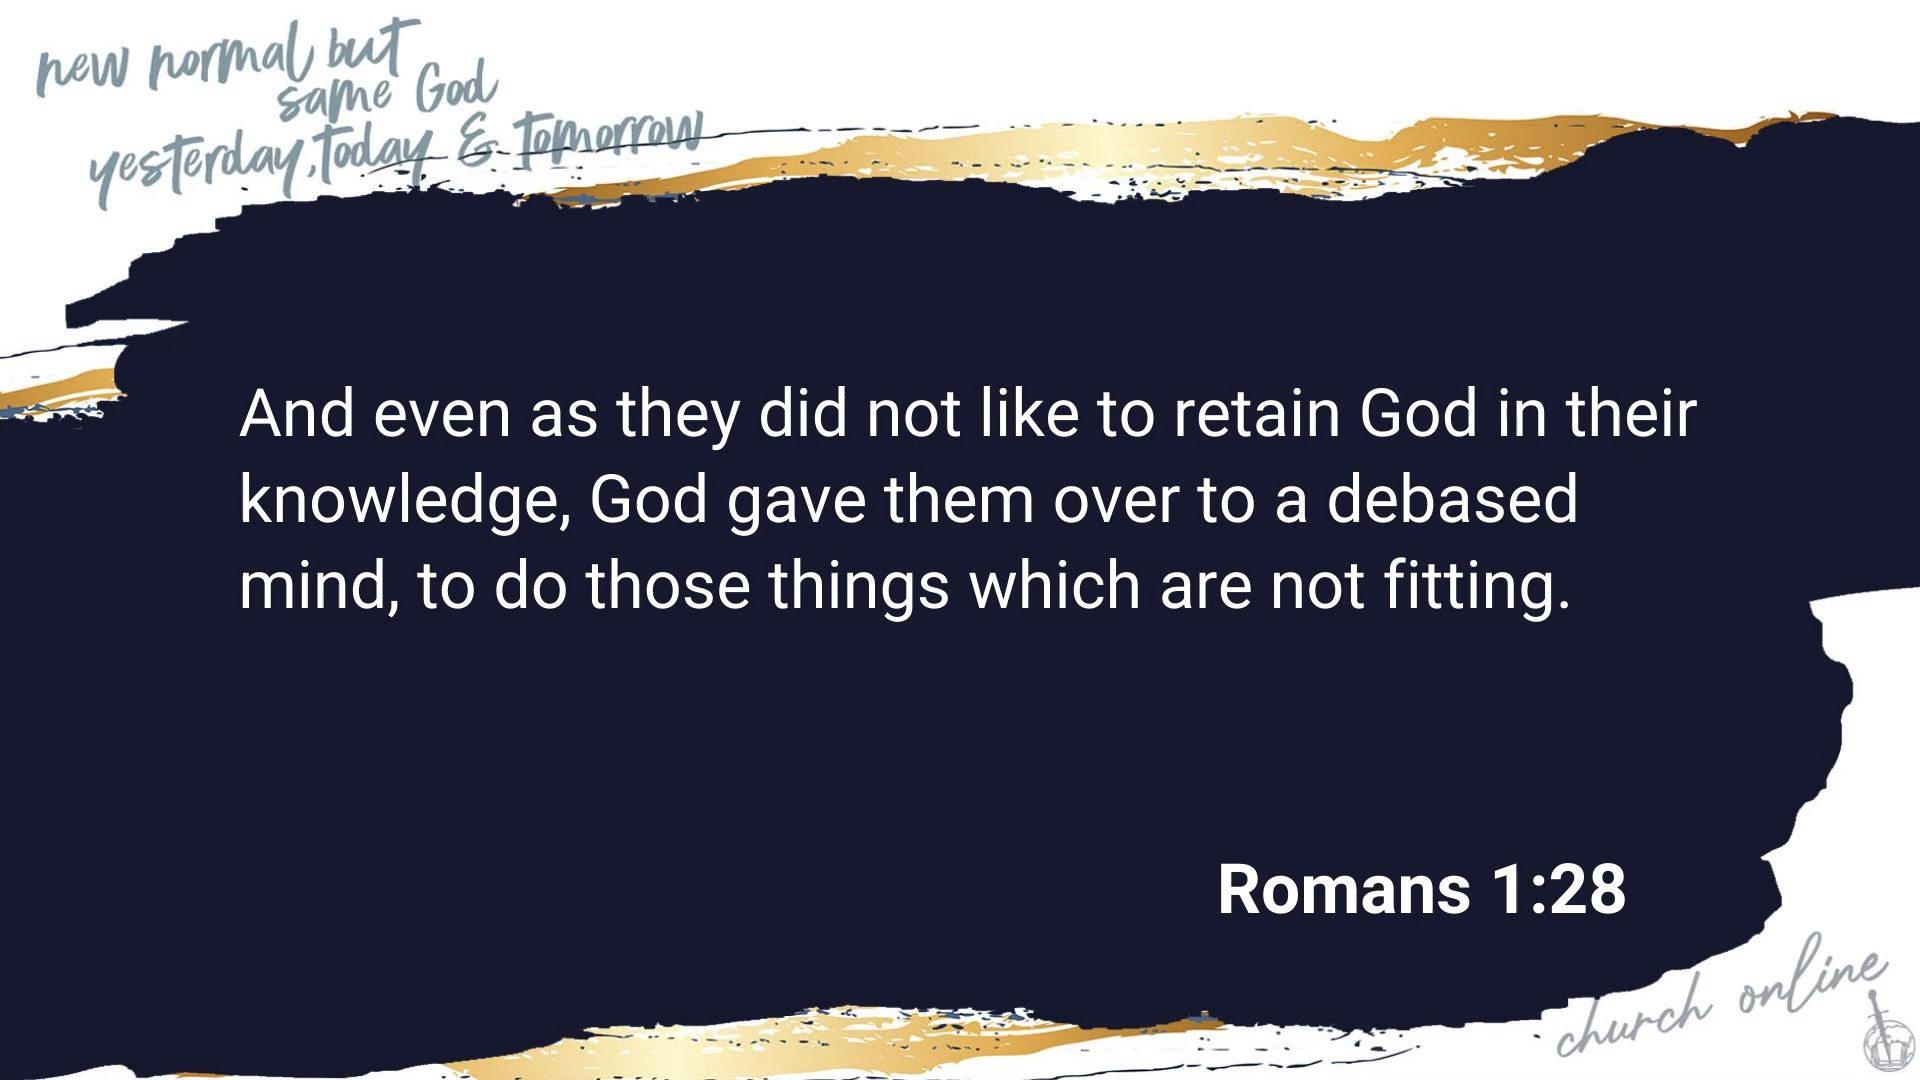 new normal but
same God
yesterday, today & tomorrow
And even as they did not like to retain God in their
knowledge, God gave them over to a debased
mind, to do those things which are not fitting.
Romans 1:28
church online